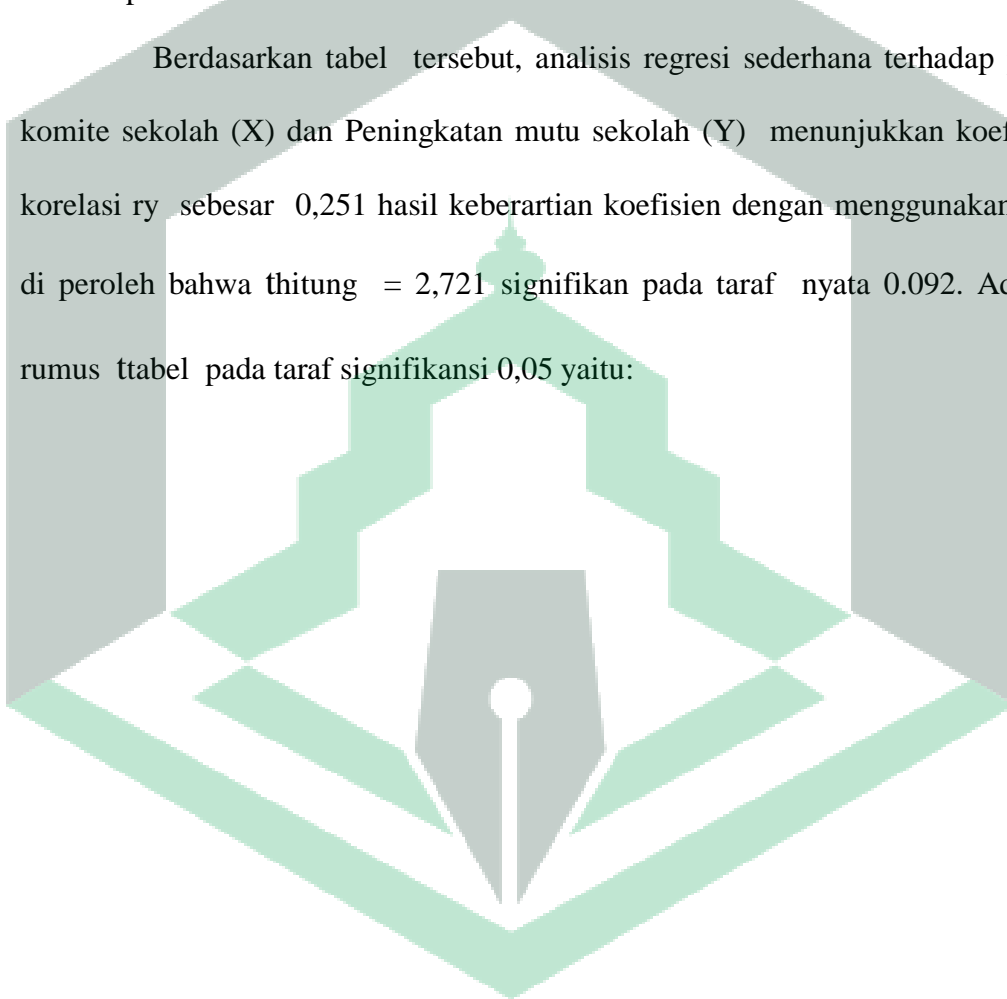 Berdasarkan tabel tersebut, analisis regresi sederhana terhadap
komite sekolah (X) dan Peningkatan mutu sekolah (Y) menunjukkan
korelasi ry sebesar 0,251 hasil keberartian koefisien dengan menggunakan
di peroleh bahwa thitung = 2,721 signifikan pada taraf nyata 0.092.
rumus ttabel pada taraf signifikansi 0,05 yaitu: